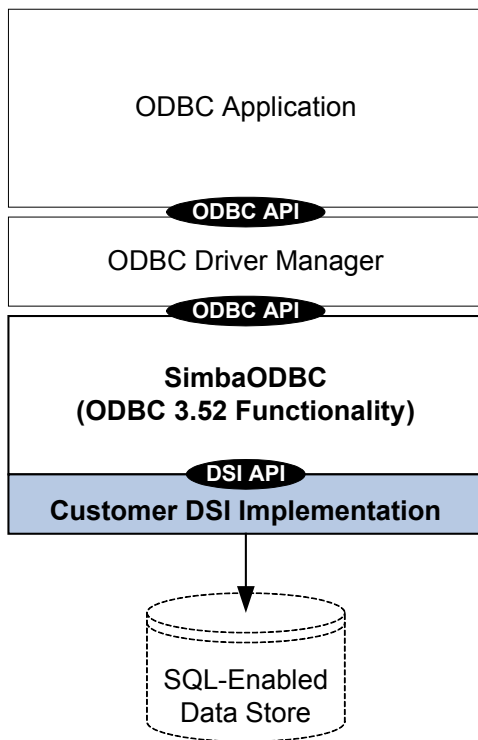 ODBC Application
ODBC API
ODBC Driver Manager
ODBC API
SimbaODBC
(ODBC 3.52 Functionality)
DSI API
Customer DSI Implementation
SQL-Enabled
Data Store